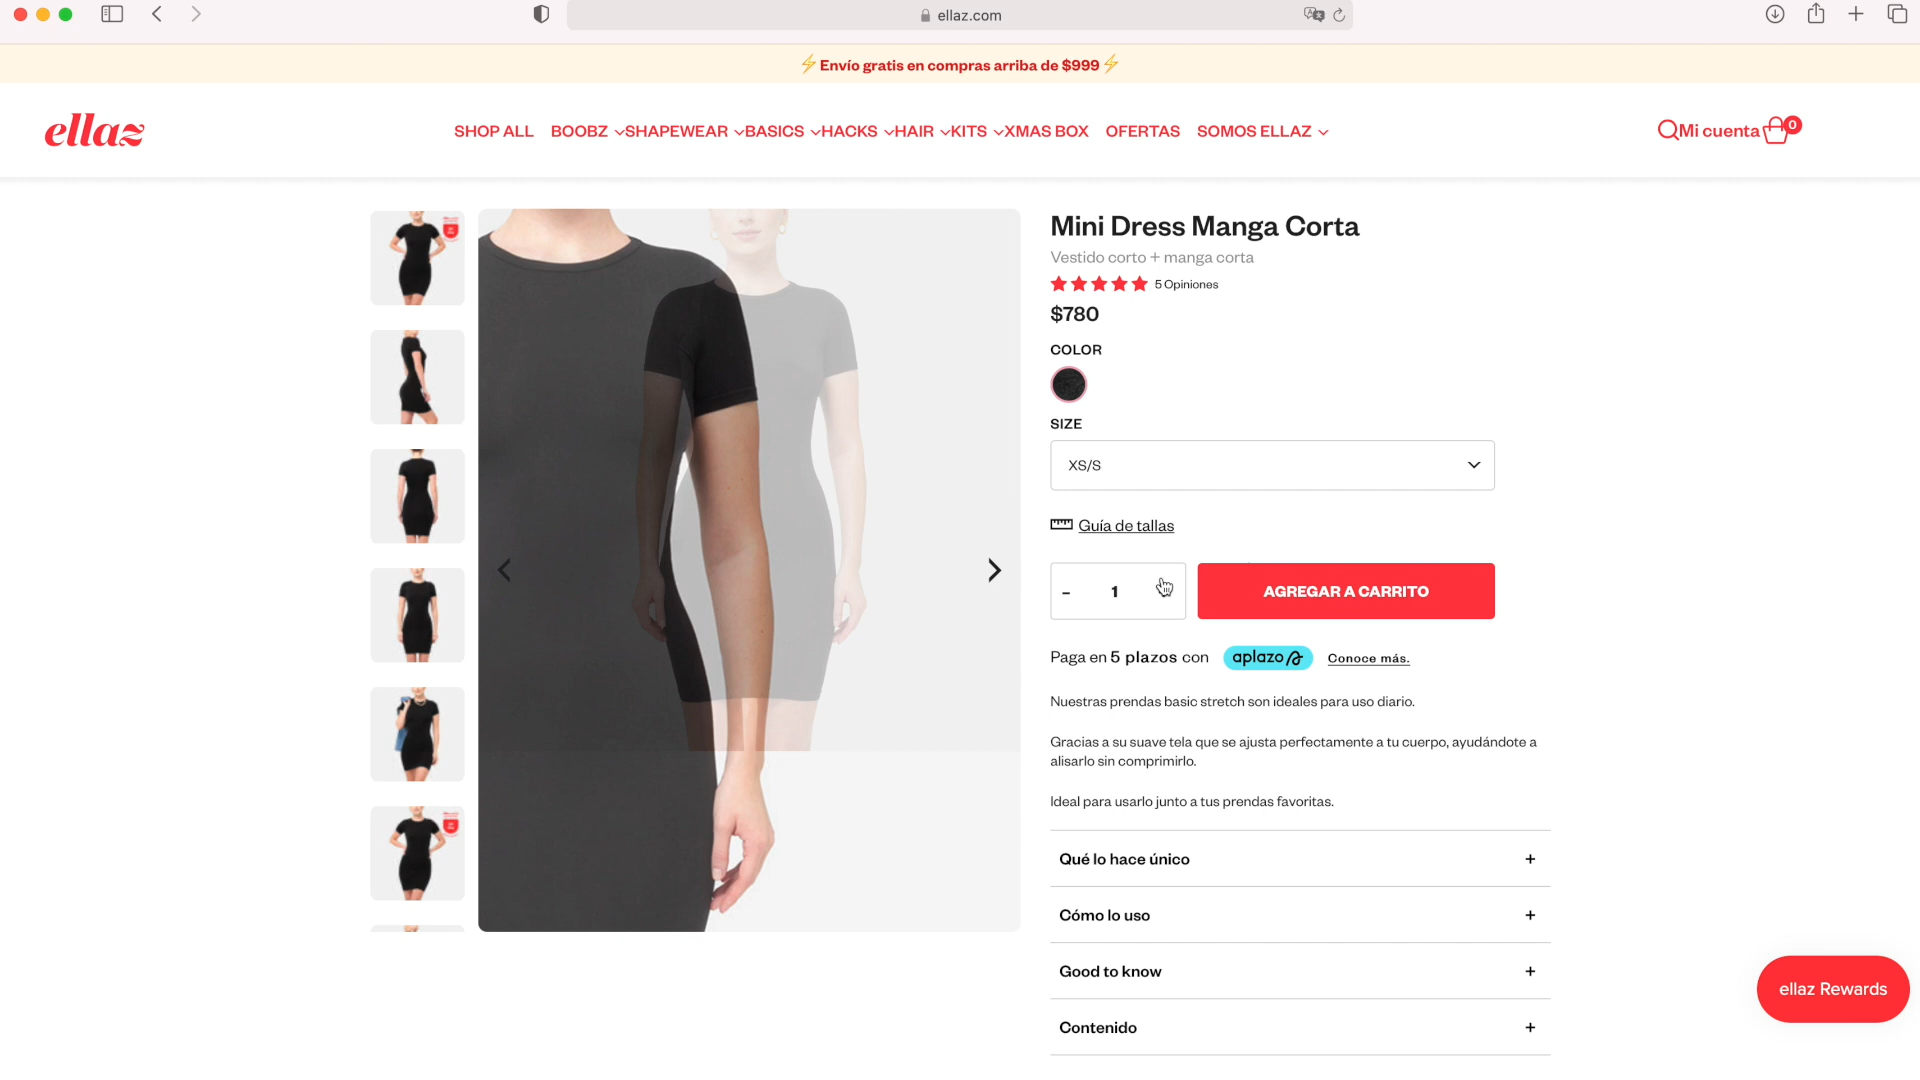 ellaz.com
⚡Envío gratis en compras arriba de $999⚡
ellaz
SHOP ALL BOOBZ SHAPEWEAR BASICS HACKS HAIR KITS XMAS BOX OFERTAS SOMOS ELLAZ
Mi cuenta 0
Mini Dress Manga Corta
Vestido corto + manga corta
5 Opiniones
$780
COLOR
SIZE
XS/S
Guía de tallas
- 1
AGREGAR A CARRITO
Paga en 5 plazos con aplazo Conoce más.
Nuestras prendas basic stretch son ideales para uso diario.
Gracias a su suave tela que se ajusta perfectamente a tu cuerpo, ayudándote a
alisarlo sin comprimirlo.
Ideal para usarlo junto a tus prendas favoritas.
Qué lo hace único +
Cómo lo uso +
Good to know +
Contenido +
ellaz Rewards